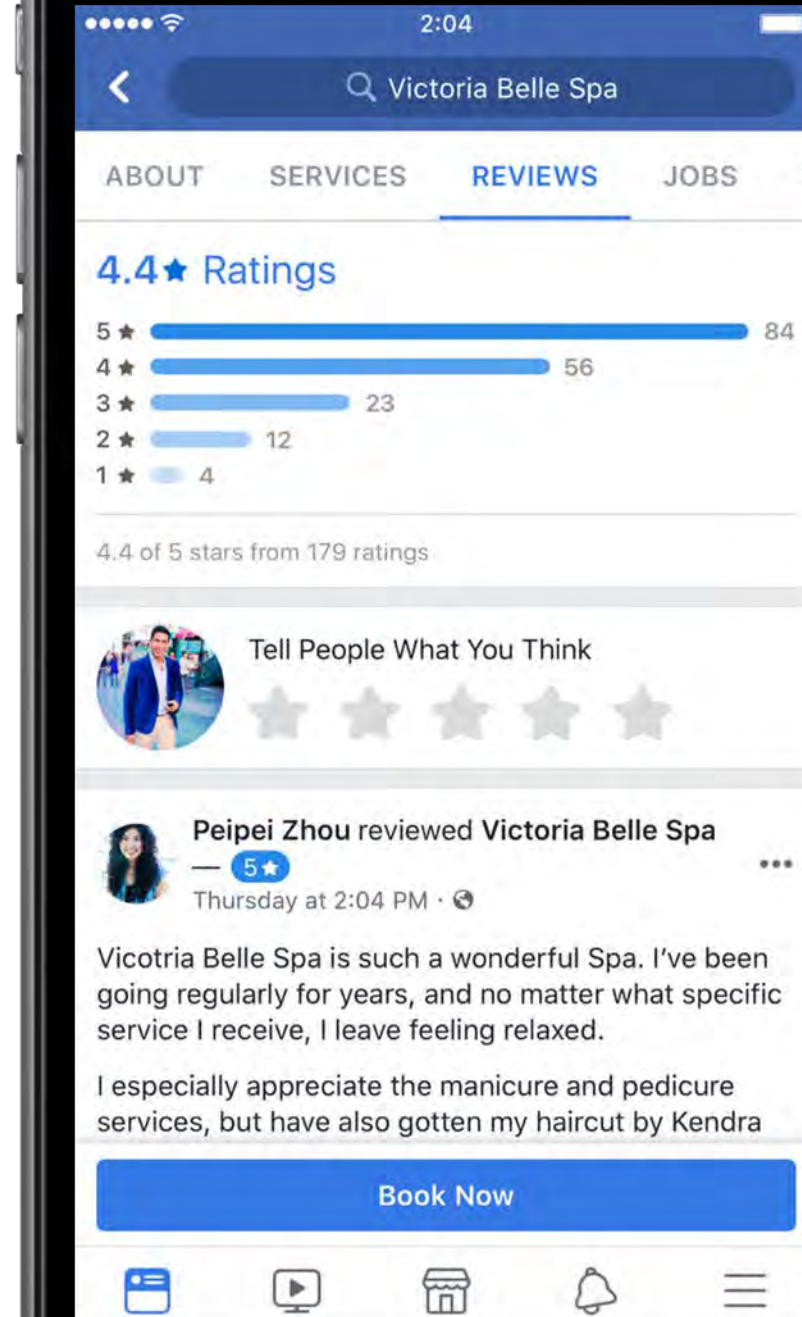 2:04
Victoria Belle Spa
ABOUT SERVICES REVIEWS JOBS
4.4★ Ratings
5 ★ 84
4 ★ 56
3 ★ 23
2 ★ 12
1 ★ 4
4.4 of 5 stars from 179 ratings
Tell People What You Think
Peipei Zhou reviewed Victoria Belle Spa
— 5★
Thursday at 2:04 PM ·
Vicotria Belle Spa is such a wonderful Spa. I've been
going regularly for years, and no matter what specific
service I receive, I leave feeling relaxed.
I especially appreciate the manicure and pedicure
services, but have also gotten my haircut by Kendra
Book Now